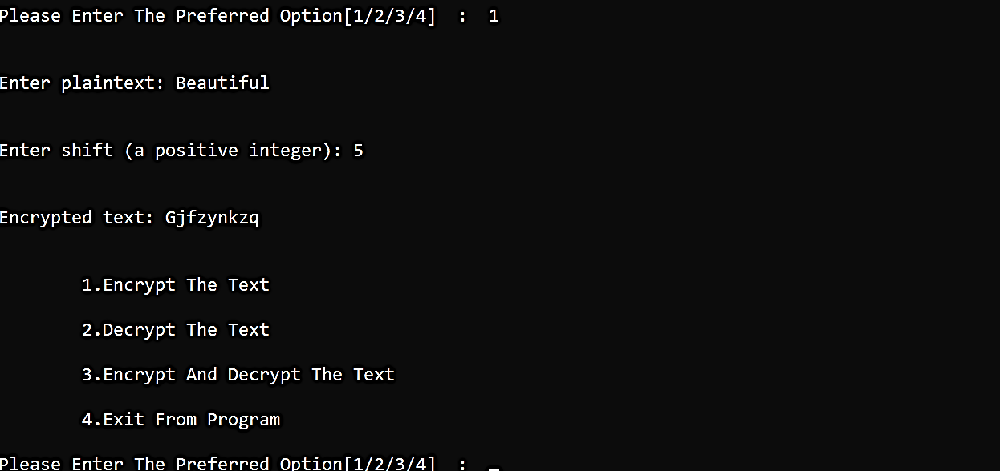 Please Enter The Preferred Option[1/2/3/4]  :  1
Enter plaintext: Beautiful
Enter shift (a positive integer): 5
Encrypted text: Gjfzynkzq
1.Encrypt The Text
2.Decrypt The Text
3.Encrypt And Decrypt The Text
4.Exit From Program
Please Enter The Preferred Option[1/2/3/4]  :  _